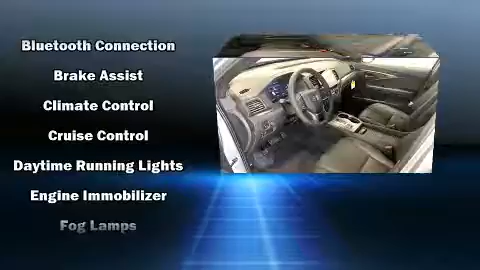 Bluetooth Connection
Brake Assist
Climate Control
Cruise Control
Daytime Running Lights
Engine Immobilizer
Fog Lamps